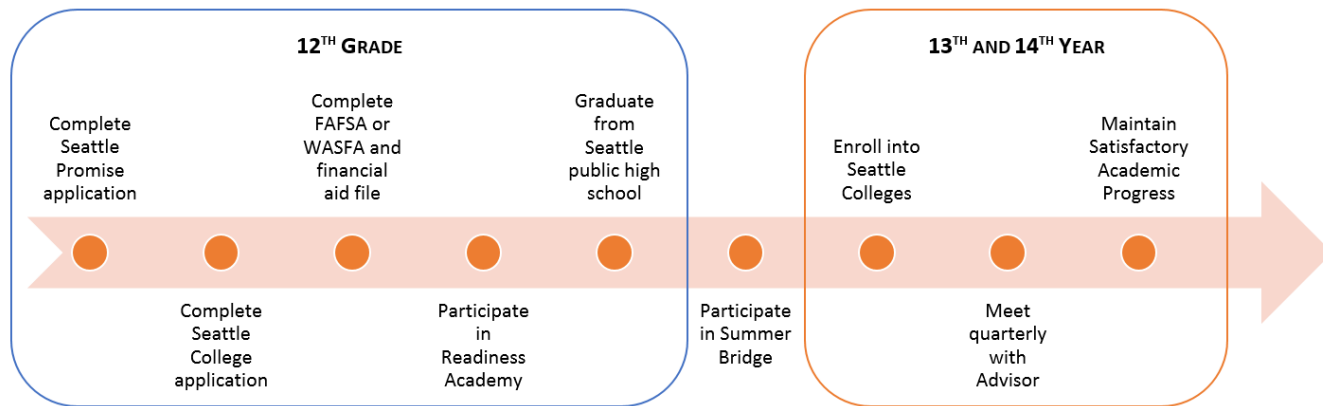 12TH GRADE
13TH AND 14TH YEAR
Complete
Seattle
Promise
application
Complete
Seattle
College
application
Complete
FAFSA or
WASFA and
financial
aid file
Participate
in
Readiness
Academy
Graduate
from
Seattle
public high
school
Participate
in Summer
Bridge
Enroll into
Seattle
Colleges
Meet
quarterly
with
Advisor
Maintain
Satisfactory
Academic
Progress